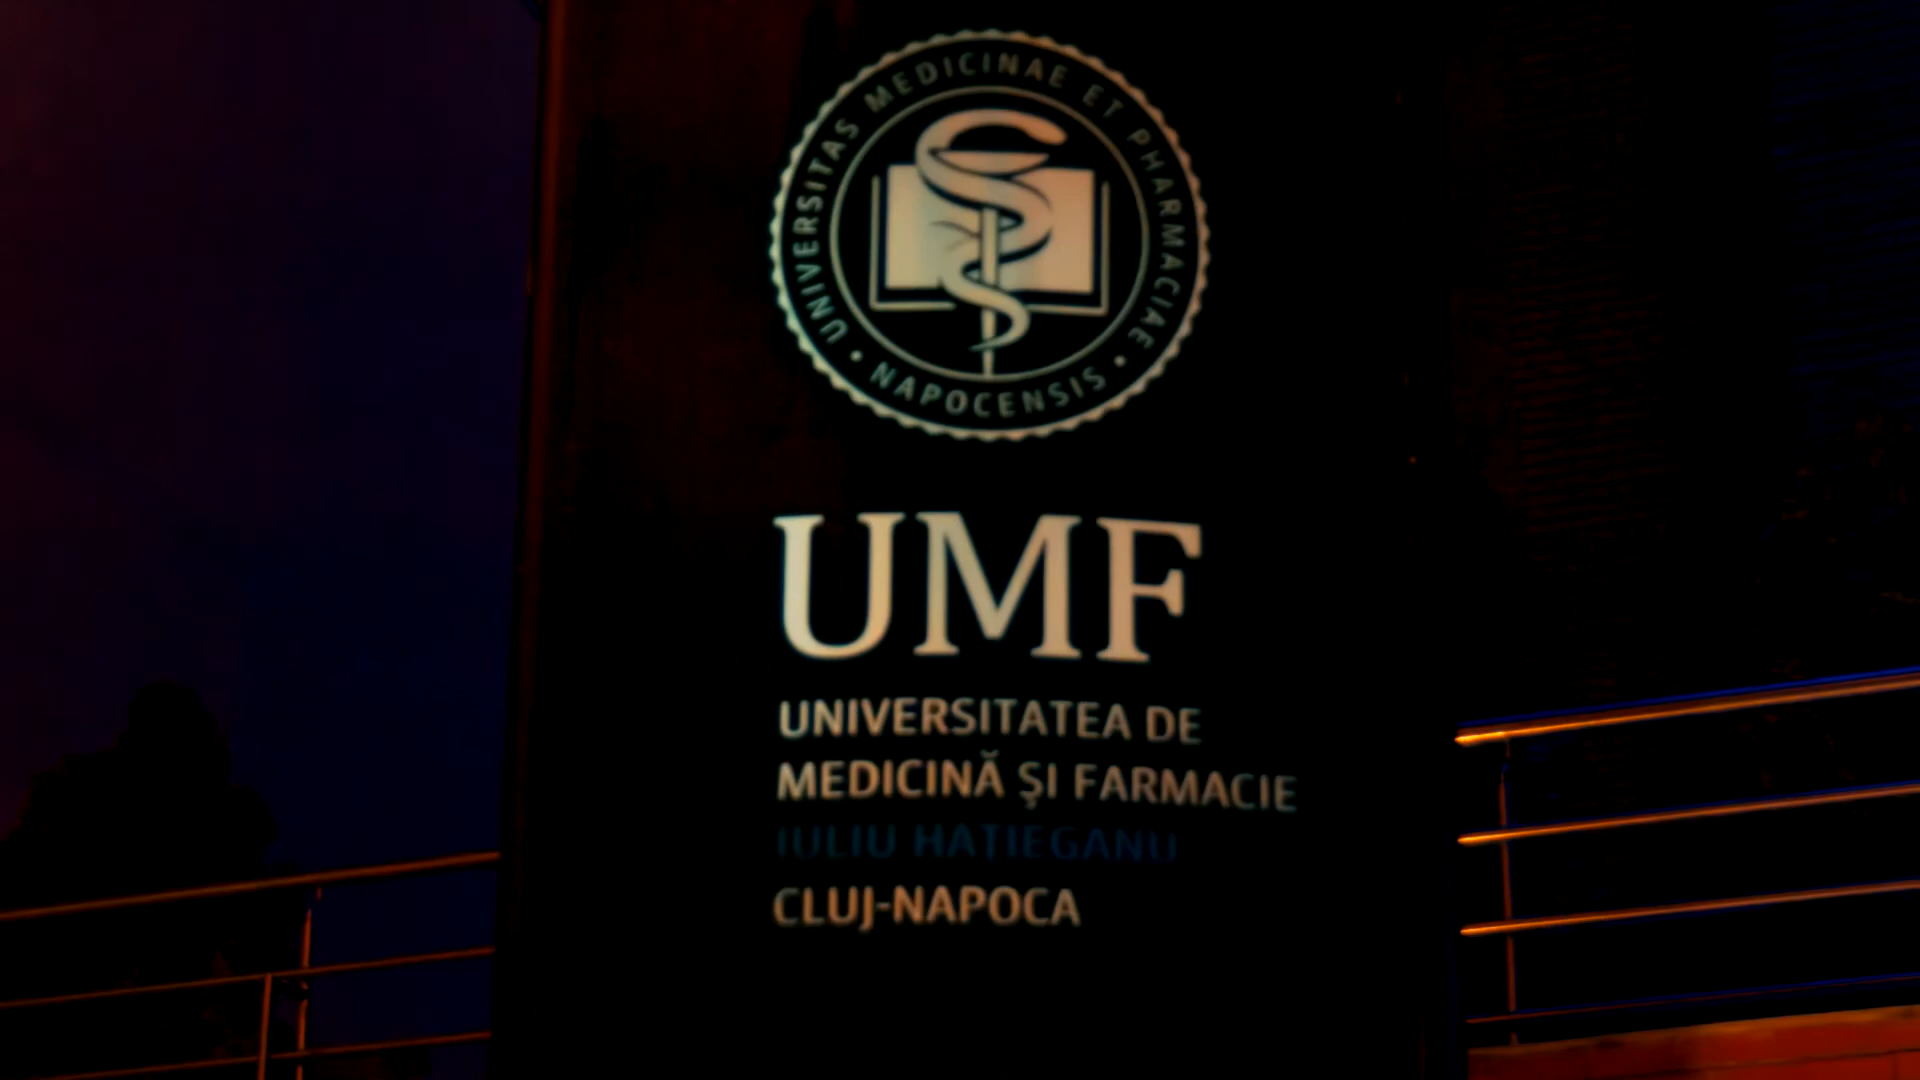 UNIVERSITAS MEDICINAE ET PHARMACIAE • NAPOCENSIS •
UMF
UNIVERSITATEA DE
MEDICINĂ ȘI FARMACIE
IULIU HAȚIEGANU
CLUJ-NAPOCA